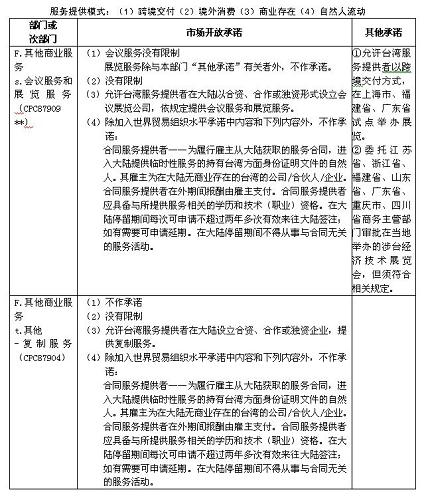 服务提供模式：（1）跨境交付（2）境外消费（3）商业存在（4）自然人流动
部门或
次部门
市场开放承诺
其他承诺
F.其他商业服
务
s.会议服务和
展览服务
（CPC87909
**）
（1）会议服务没有限制
展览服务除与本部门“其他承诺”有关者外，不作承诺。
（2）没有限制
（3）允许台湾服务提供者在大陆以合资、合作或独资形式设立会
议展览公司，依规定提供会议服务和展览服务。
（4）除加入世界贸易组织水平承诺中内容和下列内容外，不作承
诺：
合同服务提供者——为履行雇主从大陆获取的服务合同，进
入大陆提供临时性服务的持有台湾方面身份证明文件的自然
人。其雇主为在大陆无商业存在的台湾的公司/合伙人/企业。
合同服务提供者在外期间报酬由雇主支付。合同服务提供者
应具备与所提供服务相关的学历和技术（职业）资格。在大
陆停留期间每次可申请不超过两年多次有效来往大陆签注；
如有需要可申请延期。在大陆停留期间不得从事与合同无关
的服务活动。
①允许台湾服
务提供者以跨
境交付方式，
在上海市、福
建省、广东省
试点举办展
览。
②委托江苏
省、浙江省、
福建省、山东
省、广东省、
重庆市、四川
省商务主管部
门审批在当地
举办的涉台经
济技术展览
会，但须符合
相关规定。
F.其他商业服
务
t.其他
-复制服务
（CPC87904）
（1）不作承诺
（2）没有限制
（3）允许台湾服务提供者在大陆设立合资、合作或独资企业，提
供复制服务。
（4）除加入世界贸易组织水平承诺中内容和下列内容外，不作承
诺：
合同服务提供者——为履行雇主从大陆获取的服务合同，进
入大陆提供临时性服务的持有台湾方面身份证明文件的自然
人。其雇主为在大陆无商业存在的台湾的公司/合伙人/企业。
合同服务提供者在外期间报酬由雇主支付。合同服务提供者
应具备与所提供服务相关的学历和技术（职业）资格。在大
陆停留期间每次可申请不超过两年多次有效来往大陆签注；
如有需要可申请延期。在大陆停留期间不得从事与合同无关
的服务活动。